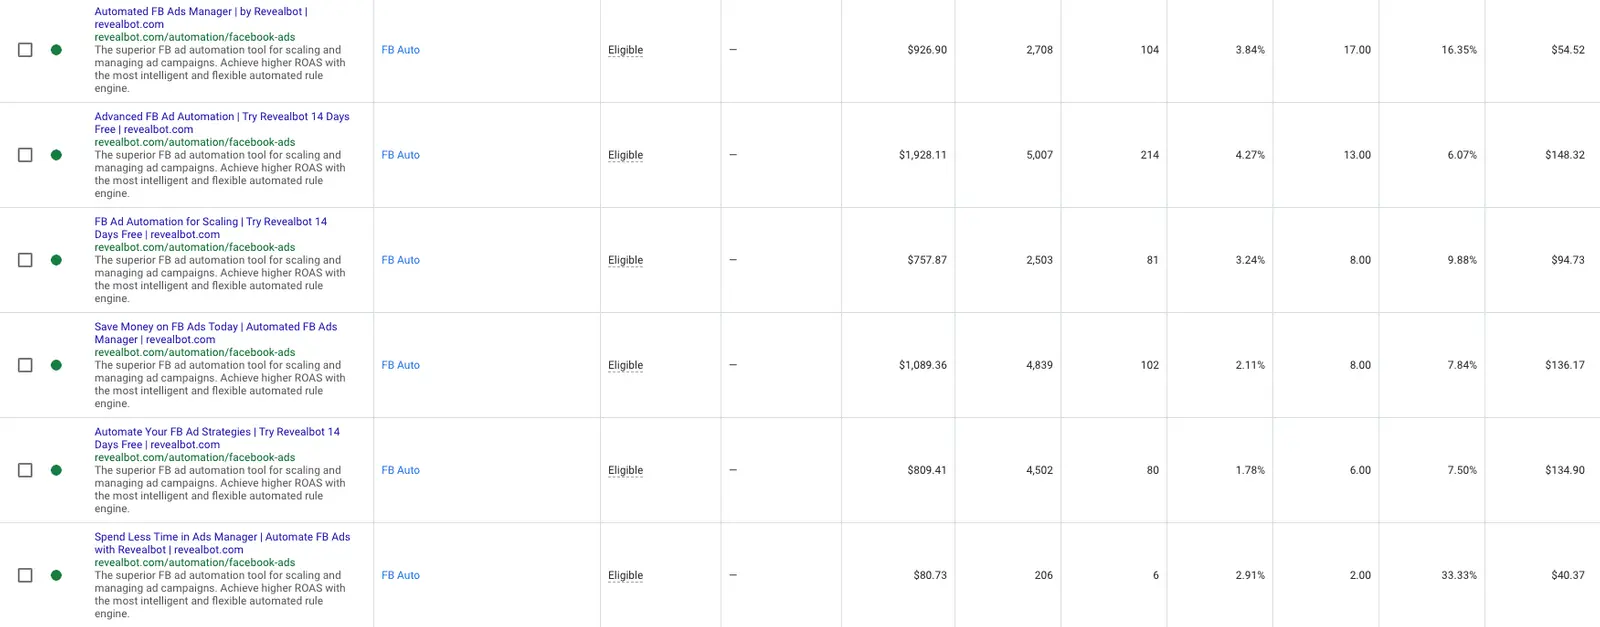 Automated FB Ads Manager | by Revealbot |
revealbot.com
revealbot.com/automation/facebook-ads
The superior FB ad automation tool for scaling and
managing ad campaigns. Achieve higher ROAS with
the most intelligent and flexible automated rule
engine.
FB Auto
Eligible
—
$926.90
2,708
104
3.84%
17.00
16.35%
$54.52
Advanced FB Ad Automation | Try Revealbot 14 Days
Free | revealbot.com
revealbot.com/automation/facebook-ads
The superior FB ad automation tool for scaling and
managing ad campaigns. Achieve higher ROAS with
the most intelligent and flexible automated rule
engine.
FB Auto
Eligible
—
$1,928.11
5,007
214
4.27%
13.00
6.07%
$148.32
FB Ad Automation for Scaling | Try Revealbot 14
Days Free | revealbot.com
revealbot.com/automation/facebook-ads
The superior FB ad automation tool for scaling and
managing ad campaigns. Achieve higher ROAS with
the most intelligent and flexible automated rule
engine.
FB Auto
Eligible
—
$757.87
2,503
81
3.24%
8.00
9.88%
$94.73
Save Money on FB Ads Today | Automated FB Ads
Manager | revealbot.com
revealbot.com/automation/facebook-ads
The superior FB ad automation tool for scaling and
managing ad campaigns. Achieve higher ROAS with
the most intelligent and flexible automated rule
engine.
FB Auto
Eligible
—
$1,089.36
4,839
102
2.11%
8.00
7.84%
$136.17
Automate Your FB Ad Strategies | Try Revealbot 14
Days Free | revealbot.com
revealbot.com/automation/facebook-ads
The superior FB ad automation tool for scaling and
managing ad campaigns. Achieve higher ROAS with
the most intelligent and flexible automated rule
engine.
FB Auto
Eligible
—
$809.41
4,502
80
1.78%
6.00
7.50%
$134.90
Spend Less Time in Ads Manager | Automate FB Ads
with Revealbot | revealbot.com
revealbot.com/automation/facebook-ads
The superior FB ad automation tool for scaling and
managing ad campaigns. Achieve higher ROAS with
the most intelligent and flexible automated rule
engine.
FB Auto
Eligible
—
$80.73
206
6
2.91%
2.00
33.33%
$40.37